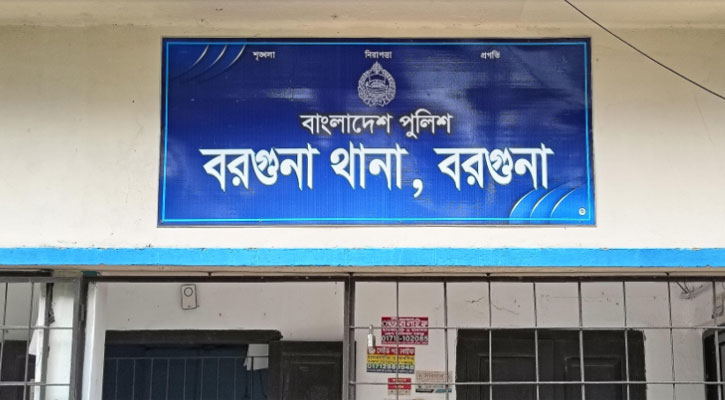 শৃঙ্খলা নিরাপত্তা প্রগতি
বাংলাদেশ পুলিশ
বরগুনা থানা, বরগুনা